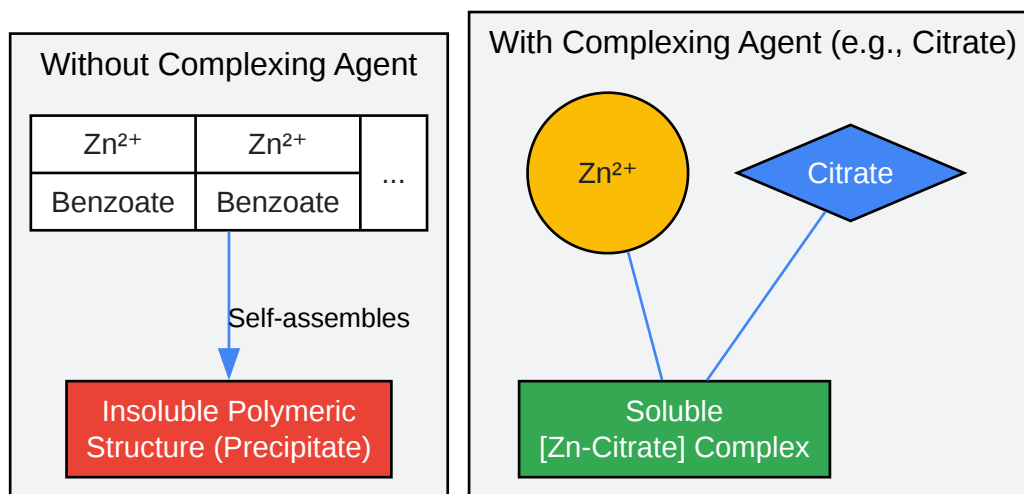 Without Complexing Agent
Zn²⁺
Zn²⁺
...
Benzoate
Benzoate
Self-assembles
Insoluble Polymeric
Structure (Precipitate)
With Complexing Agent (e.g., Citrate)
Zn²⁺
Citrate
Soluble
[Zn-Citrate] Complex